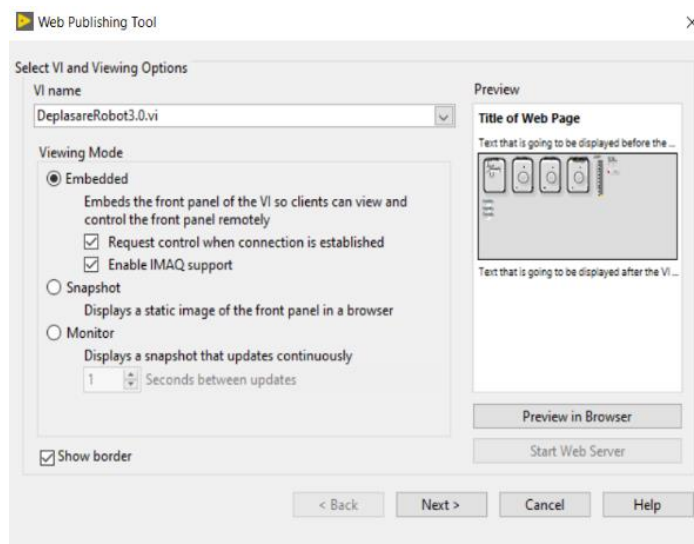 Web Publishing Tool
Select VI and Viewing Options
VI name
DeplasareRobot3.0.vi
Viewing Mode
Embedded
Embeds the front panel of the VI so clients can view and
control the front panel remotely
Request control when connection is established
Enable IMAQ support
Snapshot
Displays a static image of the front panel in a browser
Monitor
Displays a snapshot that updates continuously
1 Seconds between updates
Show border
Preview
Title of Web Page
Text that is going to be displayed before the ...
Text that is going to be displayed after the VI ...
Preview in Browser
Start Web Server
< Back Next > Cancel Help